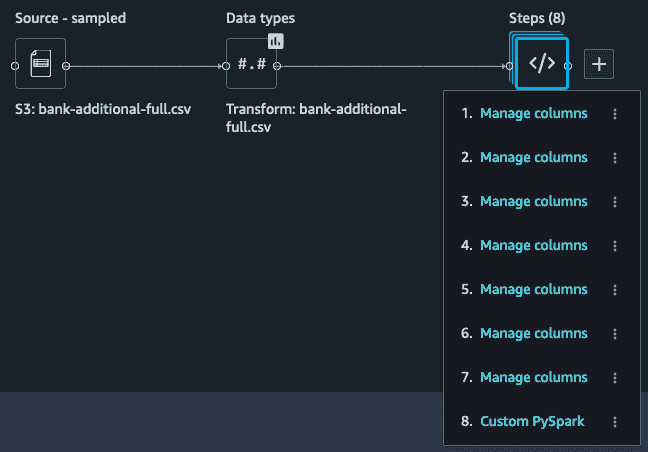 Source - sampled
Data types
Steps (8)
#.#
</>
+
S3: bank-additional-full.csv
Transform: bank-additional-
full.csv
1. Manage columns
2. Manage columns
3. Manage columns
4. Manage columns
5. Manage columns
6. Manage columns
7. Manage columns
8. Custom PySpark